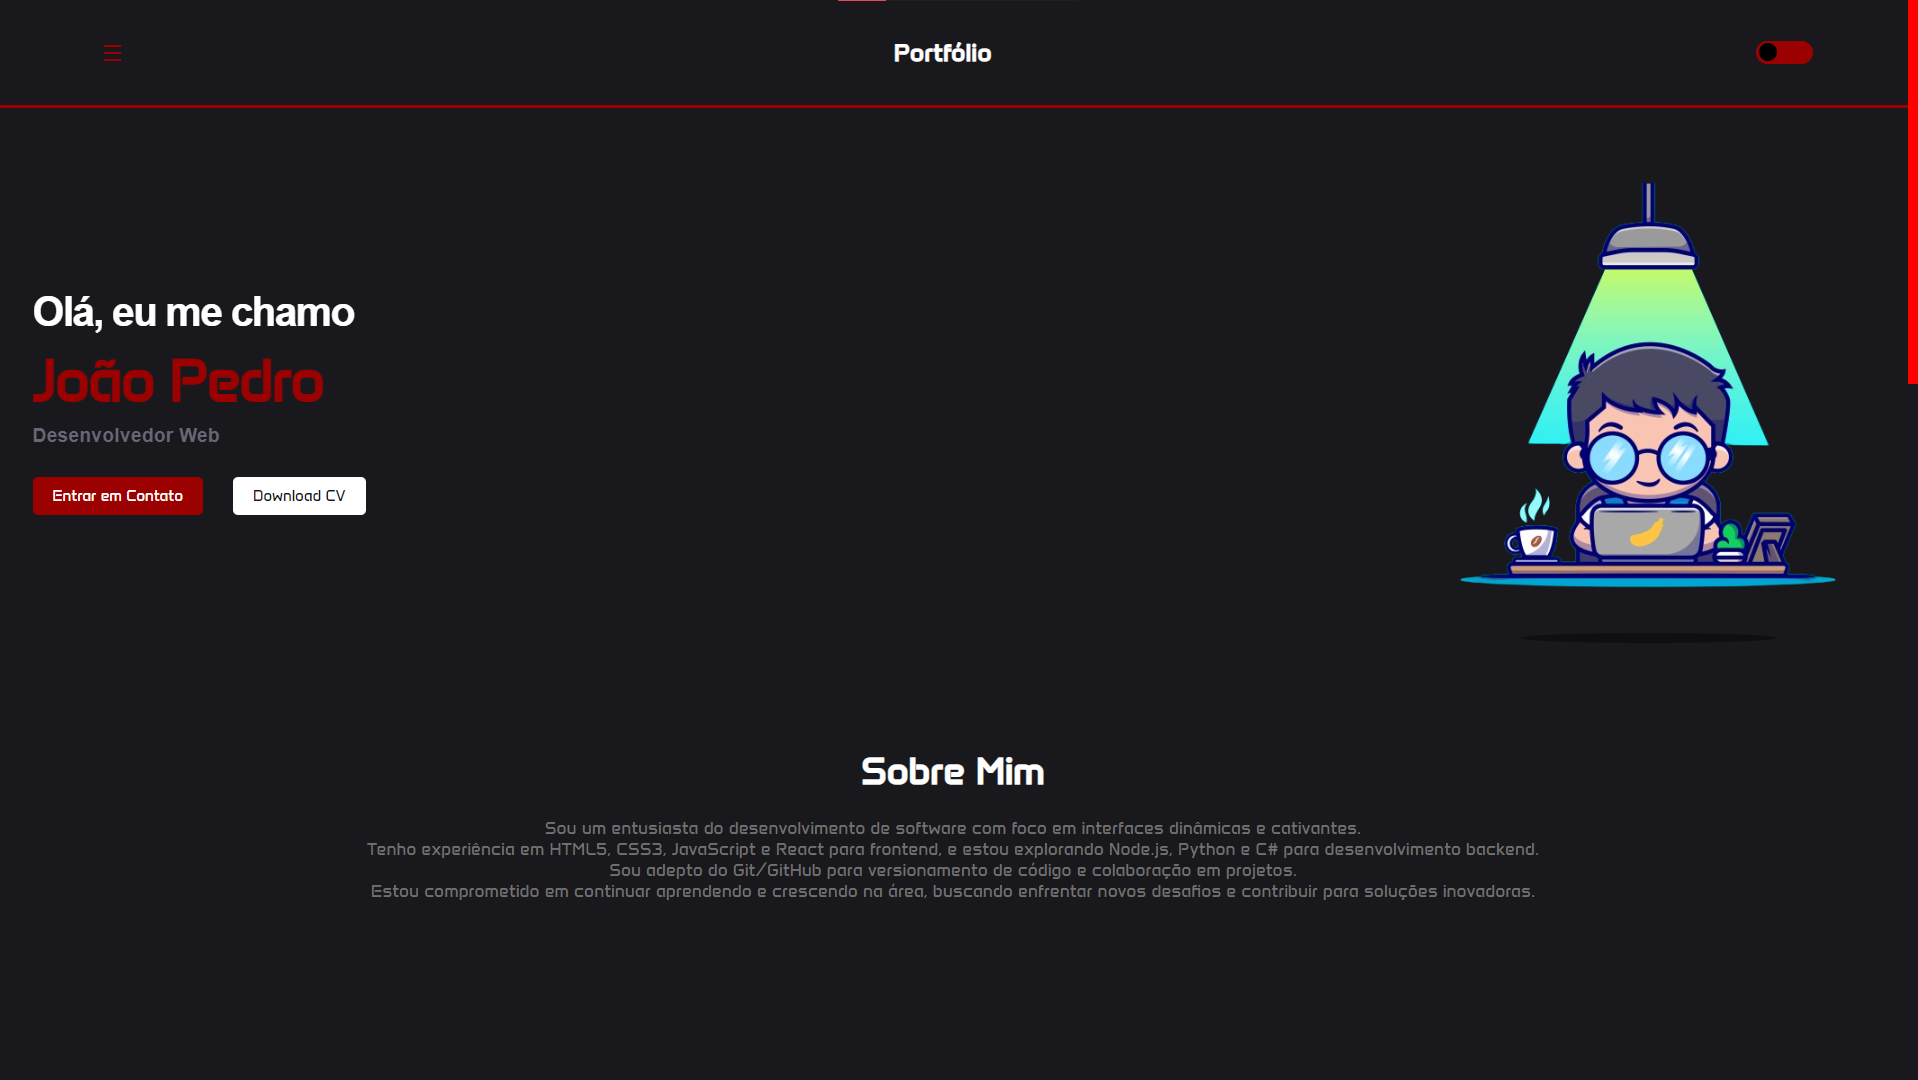 Portfólio
Olá, eu me chamo
João Pedro
Desenvolvedor Web
Entrar em Contato
Download CV
Sobre Mim
Sou um entusiasta do desenvolvimento de software com foco em interfaces dinâmicas e cativantes.
Tenho experiência em HTML5, CSS3, JavaScript e React para frontend, e estou explorando Node.js, Python e C# para desenvolvimento backend.
Sou adepto do Git/GitHub para versionamento de código e colaboração em projetos.
Estou comprometido em continuar aprendendo e crescendo na área, buscando enfrentar novos desafios e contribuir para soluções inovadoras.